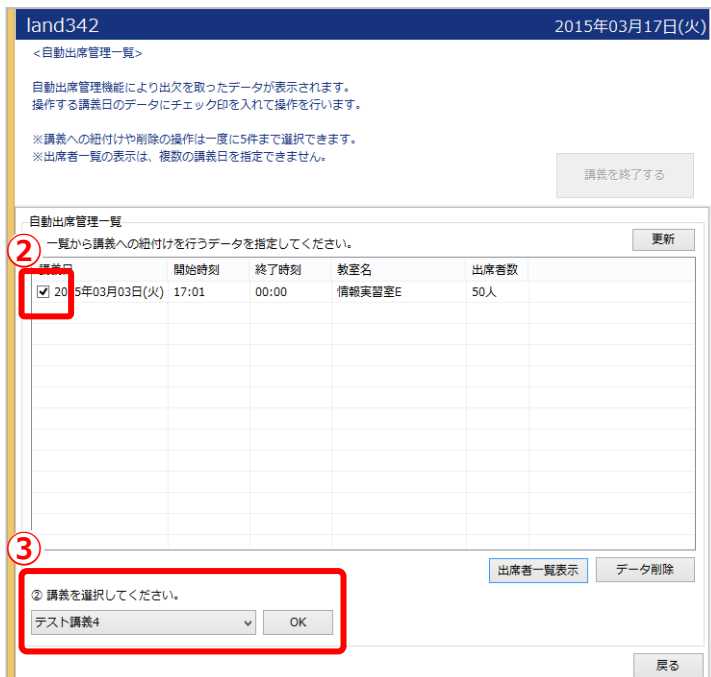 land342 2015年03月17日(火)
<自動出席管理一覧>
自動出席管理機能により出欠を取ったデータが表示されます。
操作する講義日のデータにチェック印を入れて操作を行います。
※講義への紐付けや削除の操作は一度に5件まで選択できます。
※出席者一覧の表示は、複数の講義日を指定できません。
講義を終了する
自動出席管理一覧
更新
② 一覧から講義への紐付けを行うデータを指定してください。
講義日 開始時刻 終了時刻 教室名 出席者数
2015年03月03日(火) 17:01 00:00 情報実習室E 50人
③
出席者一覧表示 データ削除
② 講義を選択してください。
テスト講義4 OK
戻る